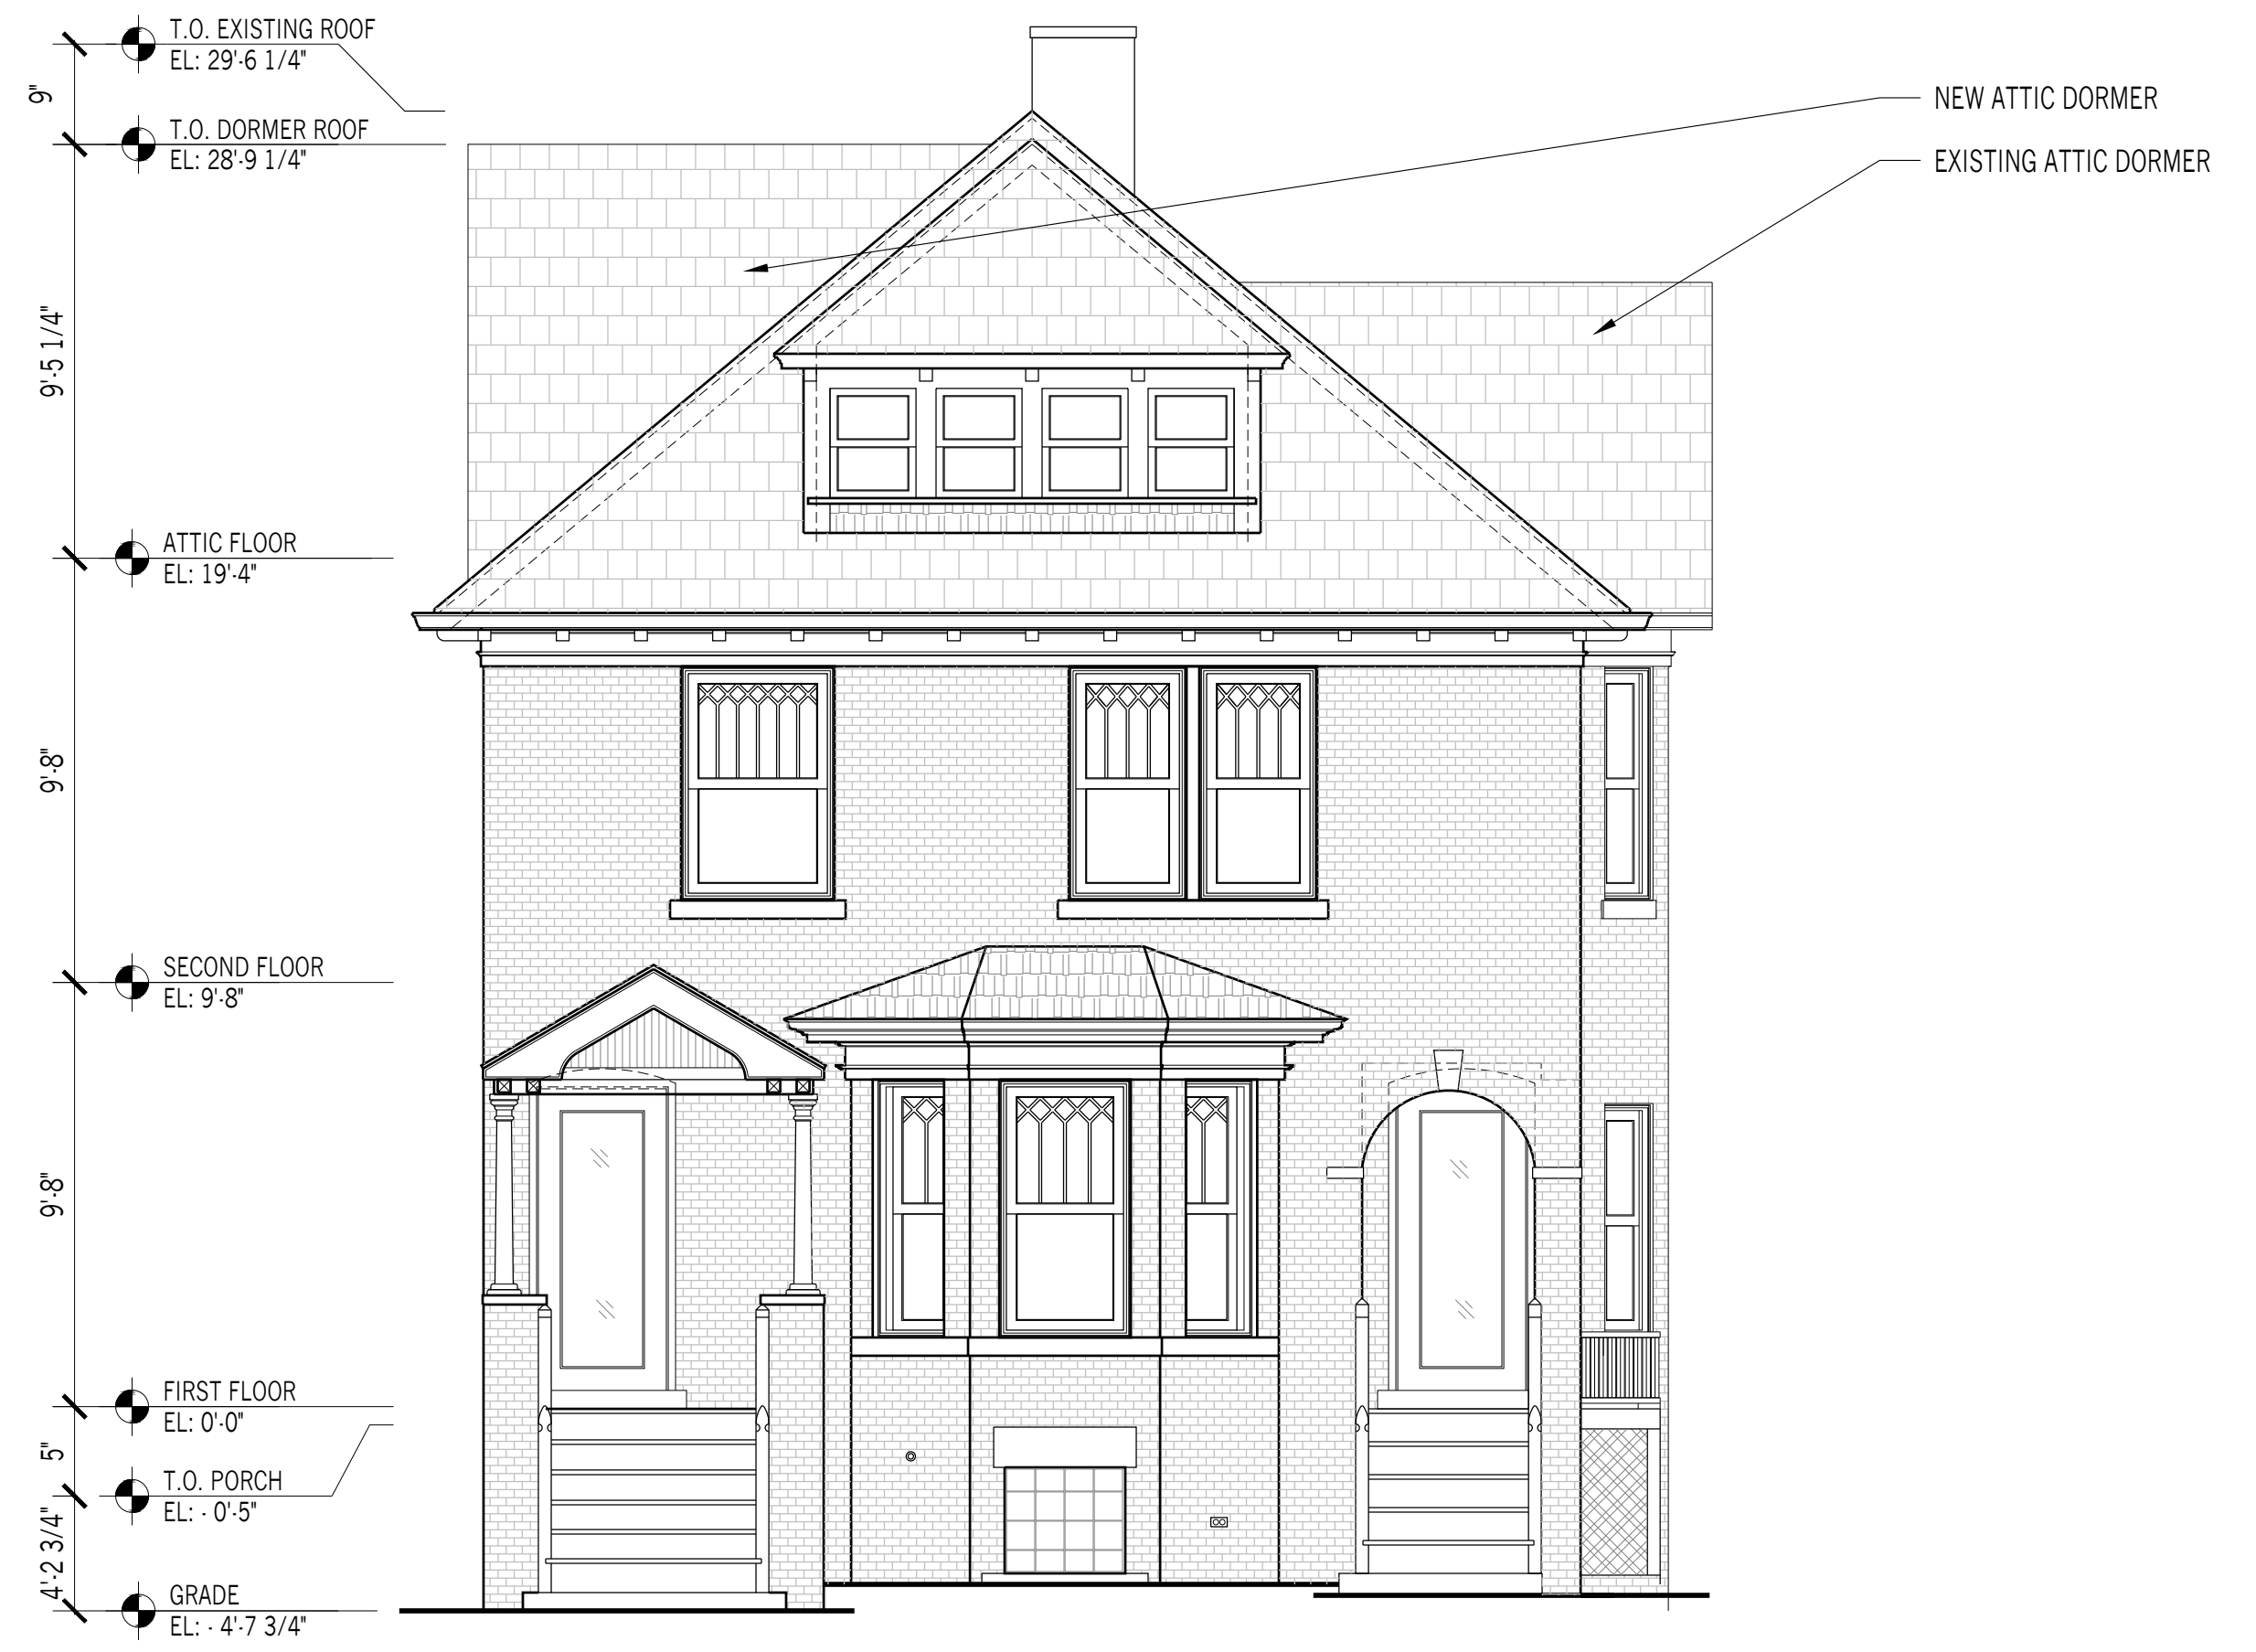 T.O. EXISTING ROOF
EL: 29'-6 1/4"
9"
T.O. DORMER ROOF
EL: 28'-9 1/4"
NEW ATTIC DORMER
EXISTING ATTIC DORMER
9'-5 1/4"
ATTIC FLOOR
EL: 19'-4"
9'-8"
SECOND FLOOR
EL: 9'-8"
9'-8"
FIRST FLOOR
EL: 0'-0"
5"
T.O. PORCH
EL: - 0'-5"
4'-2 3/4"
GRADE
EL: - 4'-7 3/4"